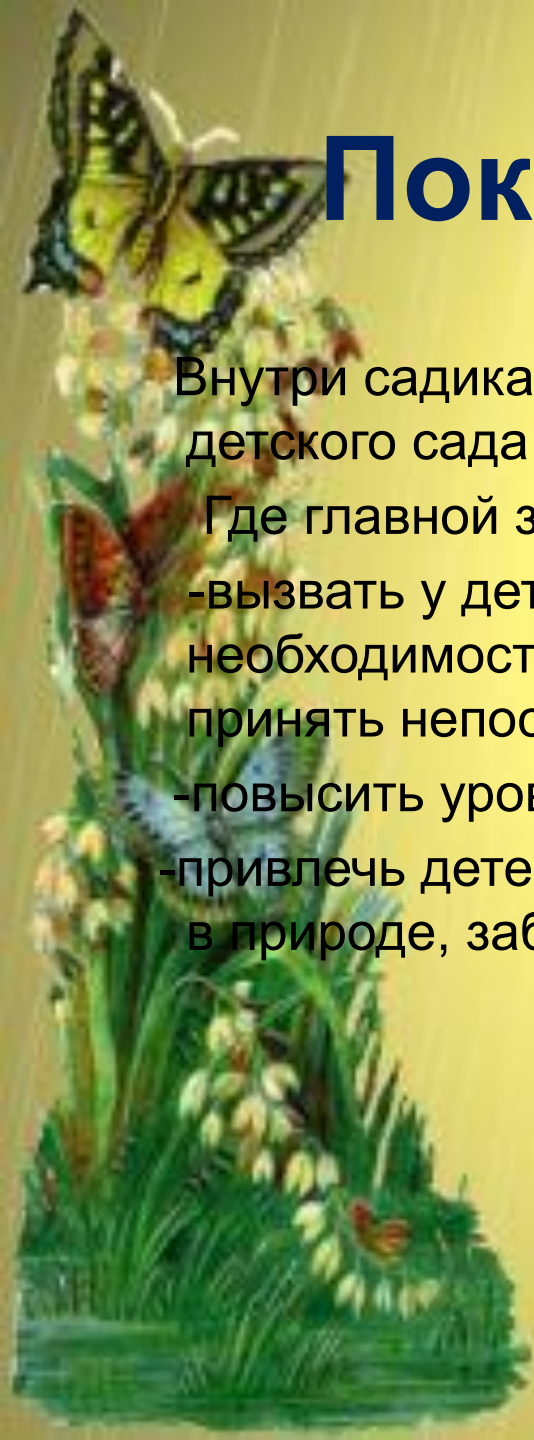 Пок
Внутри садика
детского сада
Где главной з
-вызвать у дет
необходимост
принять непос
-повысить уров
-привлечь дете
в природе, заб